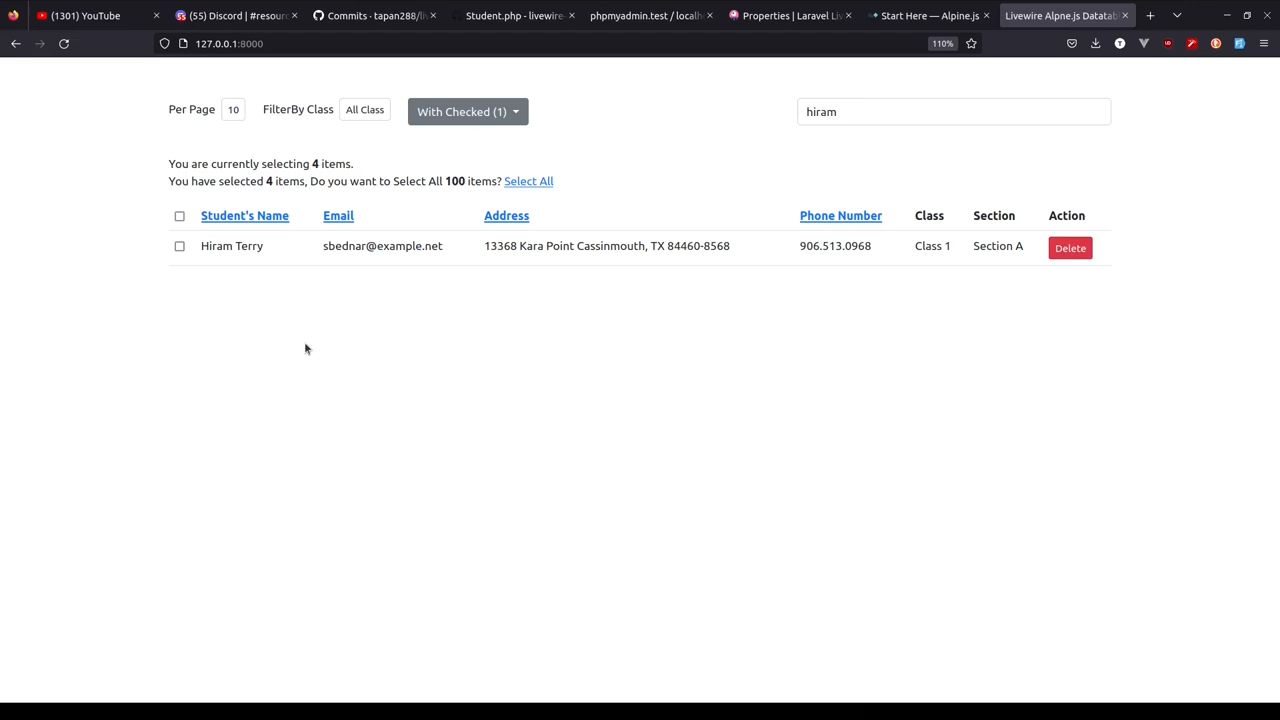 (1301) YouTube
(55) Discord | #resourc
Commits · tapan288/li
Student.php - livewire-
phpmyadmin.test / localh
Properties | Laravel Liv
Start Here — Alpine.js
Livewire Alpne.js Datatab
127.0.0.1:8000
110%
Per Page 10 FilterBy Class All Class With Checked (1) hiram
You are currently selecting 4 items.
You have selected 4 items, Do you want to Select All 100 items? Select All
Student's Name Email Address Phone Number Class Section Action
Hiram Terry sbednar@example.net 13368 Kara Point Cassinmouth, TX 84460-8568 906.513.0968 Class 1 Section A Delete